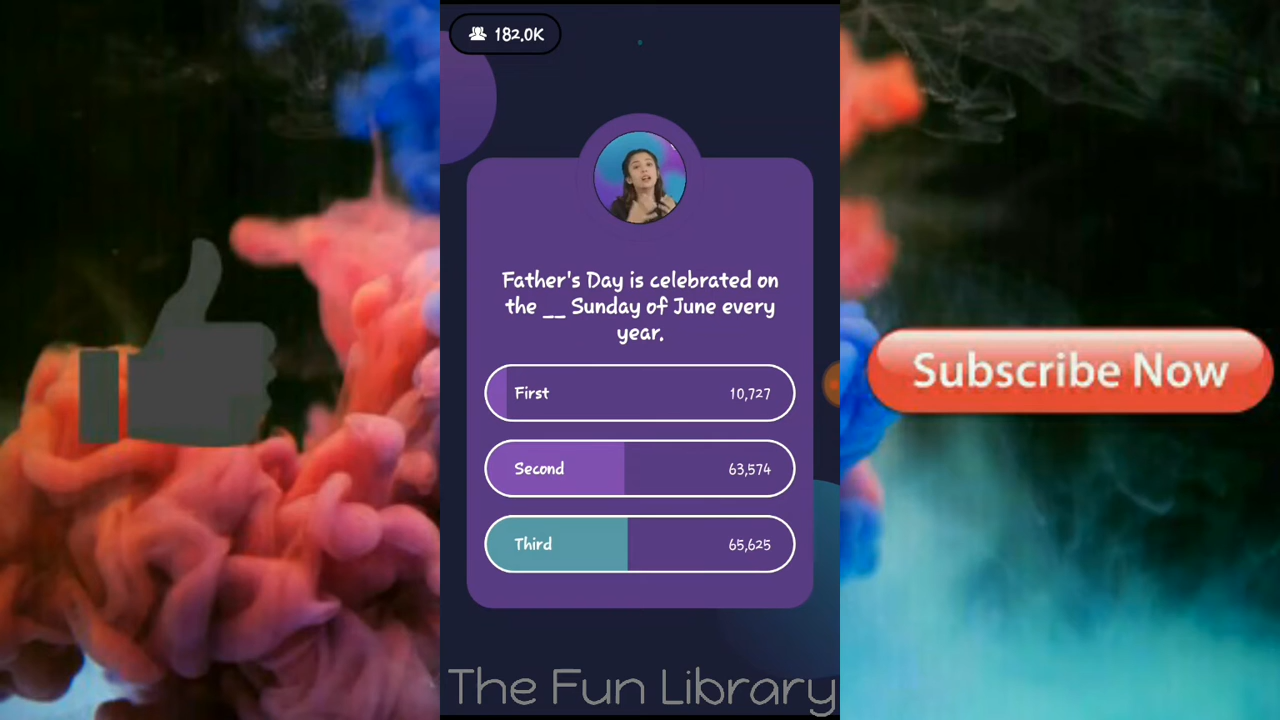 182.0K
Father's Day is celebrated on
the __ Sunday of June every
year.
First 10,727
Second 63,574
Third 65,625
Subscribe Now
The Fun Library